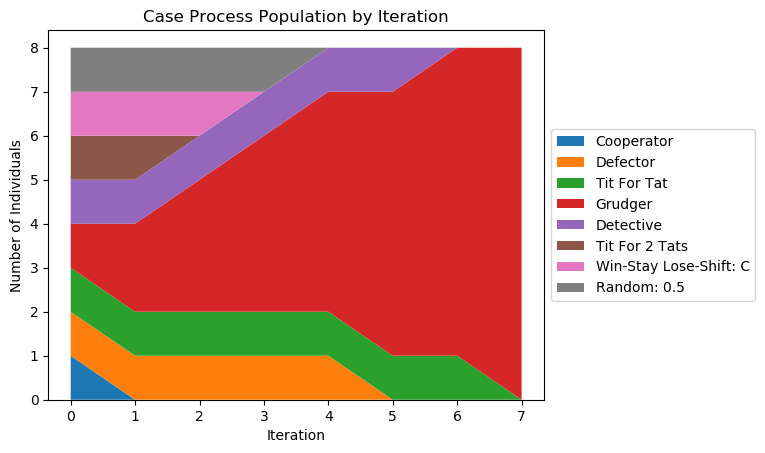 Case Process Population by Iteration
Number of Individuals
8
7
6
5
4
3
2
1
0
0 1 2 3 4 5 6 7
Iteration
Cooperator
Defector
Tit For Tat
Grudger
Detective
Tit For 2 Tats
Win-Stay Lose-Shift: C
Random: 0.5